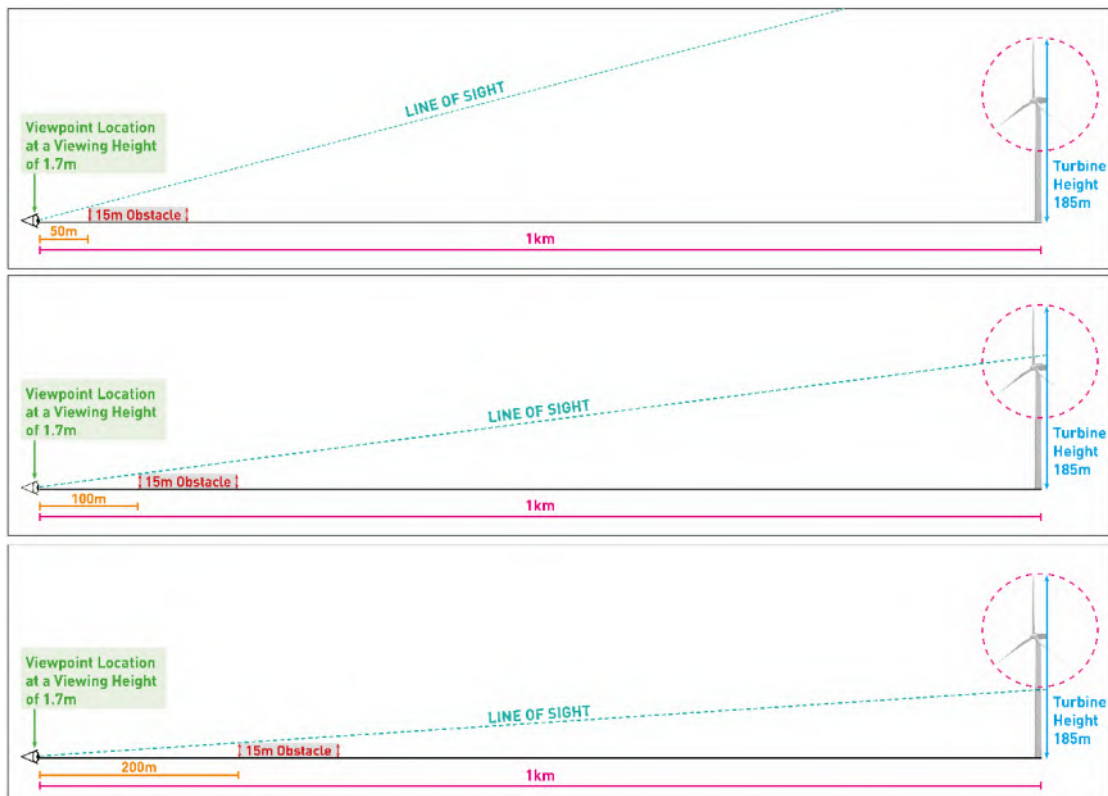 LINE OF SIGHT
Viewpoint Location
at a Viewing Height
of 1.7m
15m Obstacle
Turbine
Height
185m
50m
1km
Viewpoint Location
at a Viewing Height
of 1.7m
LINE OF SIGHT
15m Obstacle
Turbine
Height
185m
100m
1km
Viewpoint Location
at a Viewing Height
of 1.7m
LINE OF SIGHT
15m Obstacle
Turbine
Height
185m
200m
1km